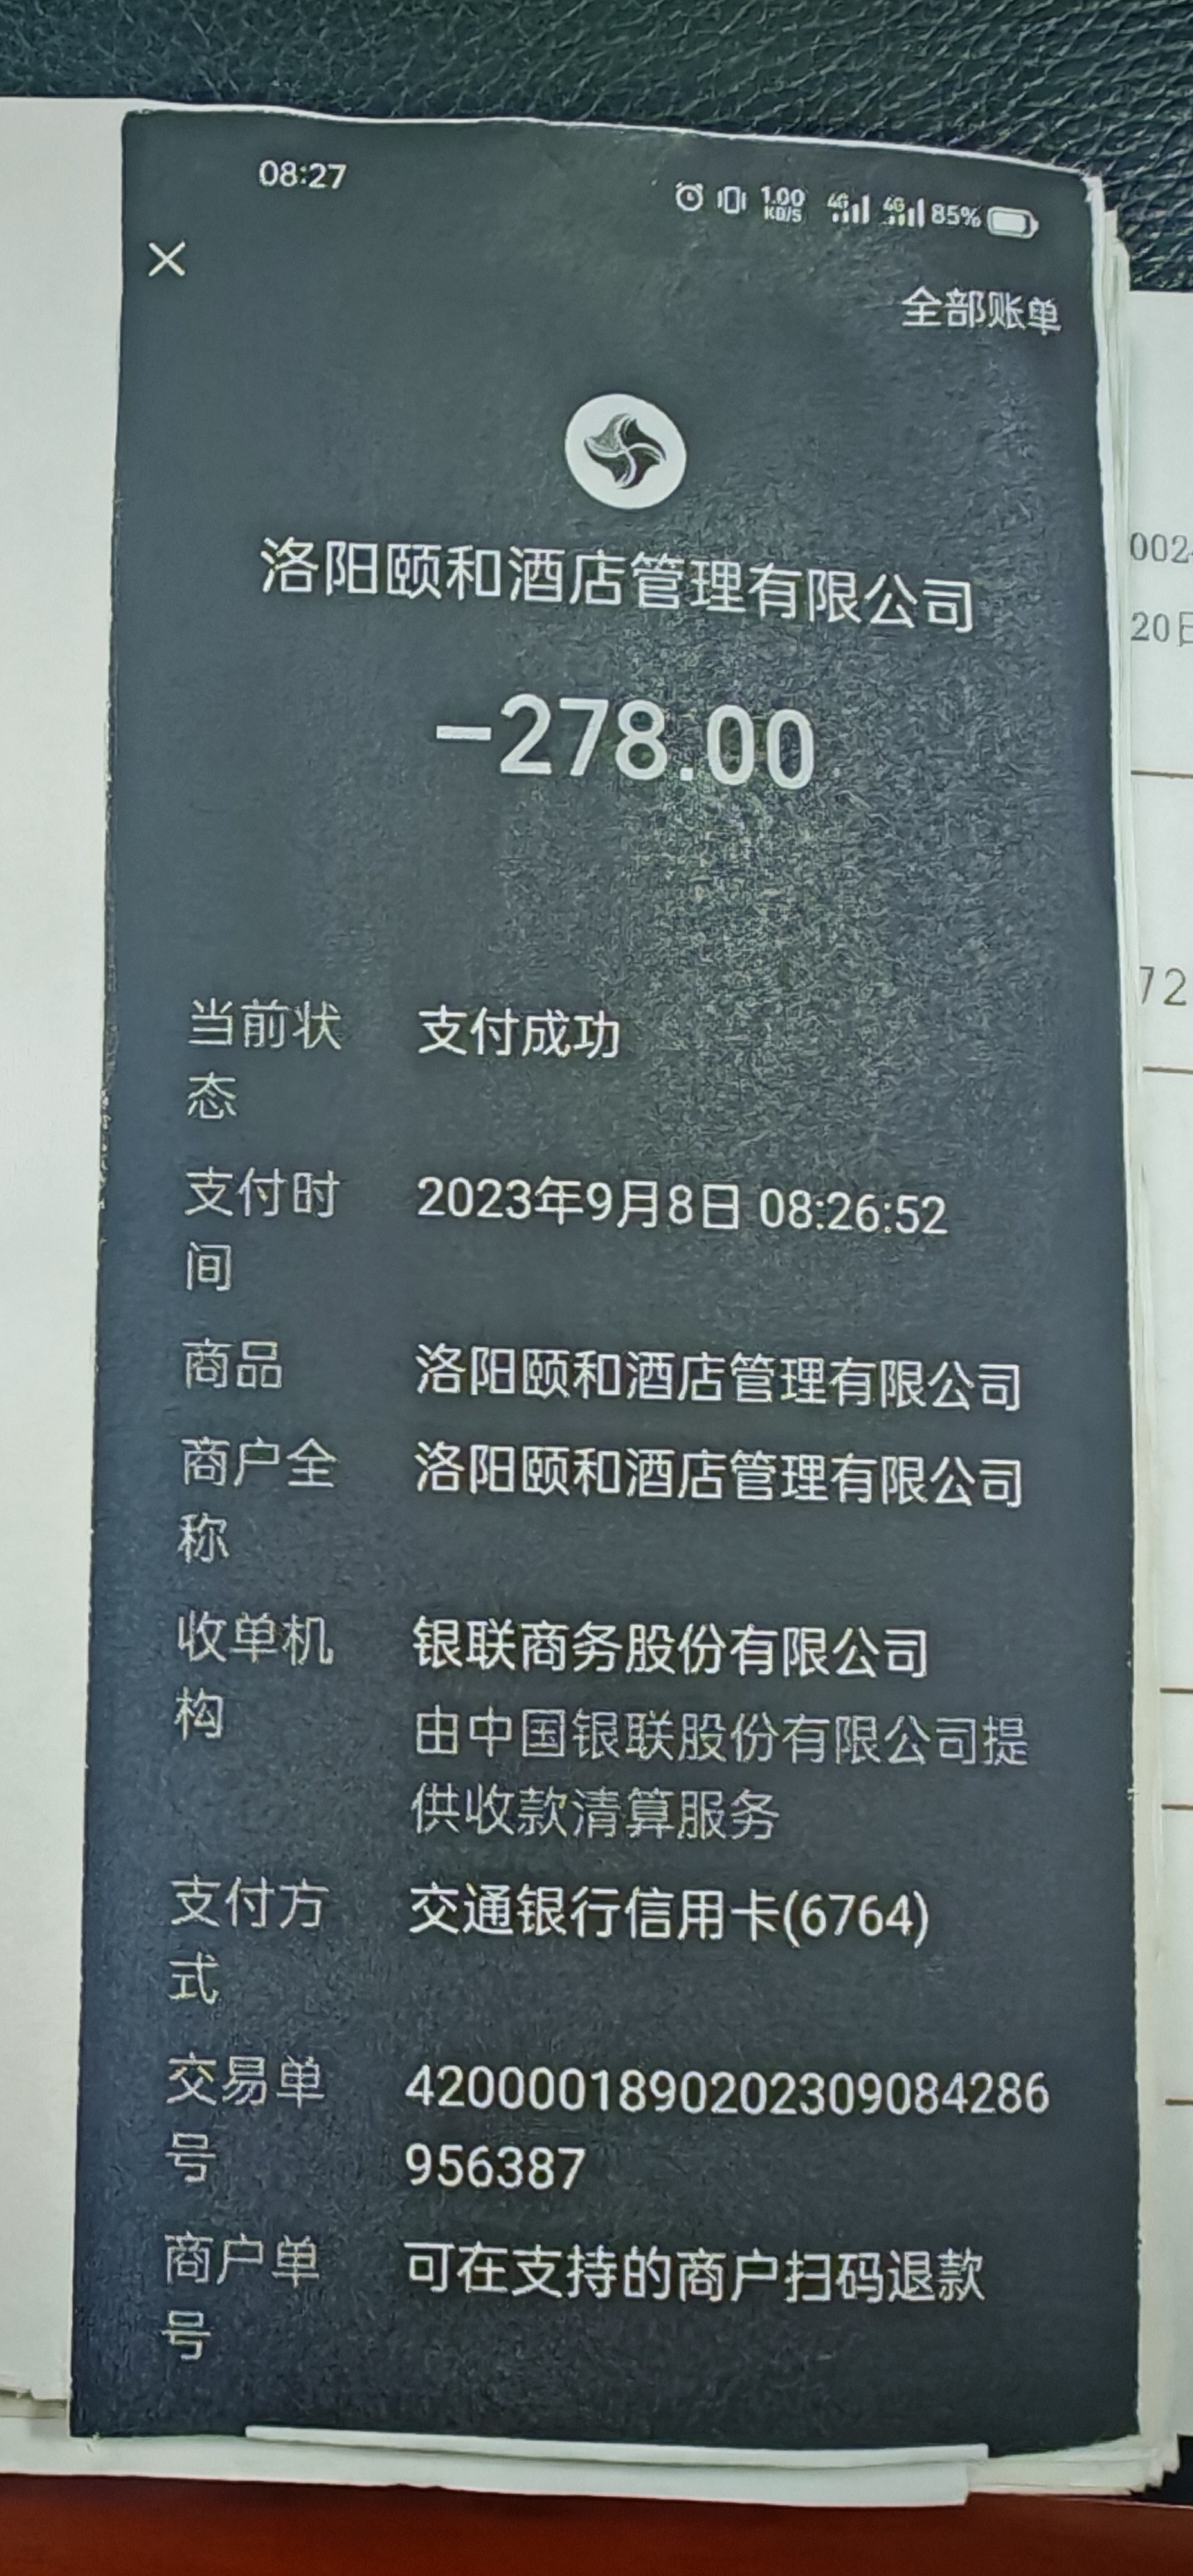 08:27
1.00
KB/S
4G
4G
85%
全部账单
洛阳颐和酒店管理有限公司
-278.00
当前状
态
支付成功
支付时
间
2023年9月8日 08:26:52
商品
洛阳颐和酒店管理有限公司
商户全
称
洛阳颐和酒店管理有限公司
收单机
构
银联商务股份有限公司
由中国银联股份有限公司提
供收款清算服务
支付方
式
交通银行信用卡(6764)
交易单
号
4200001890202309084286
956387
商户单
号
可在支持的商户扫码退款
002
20日
72